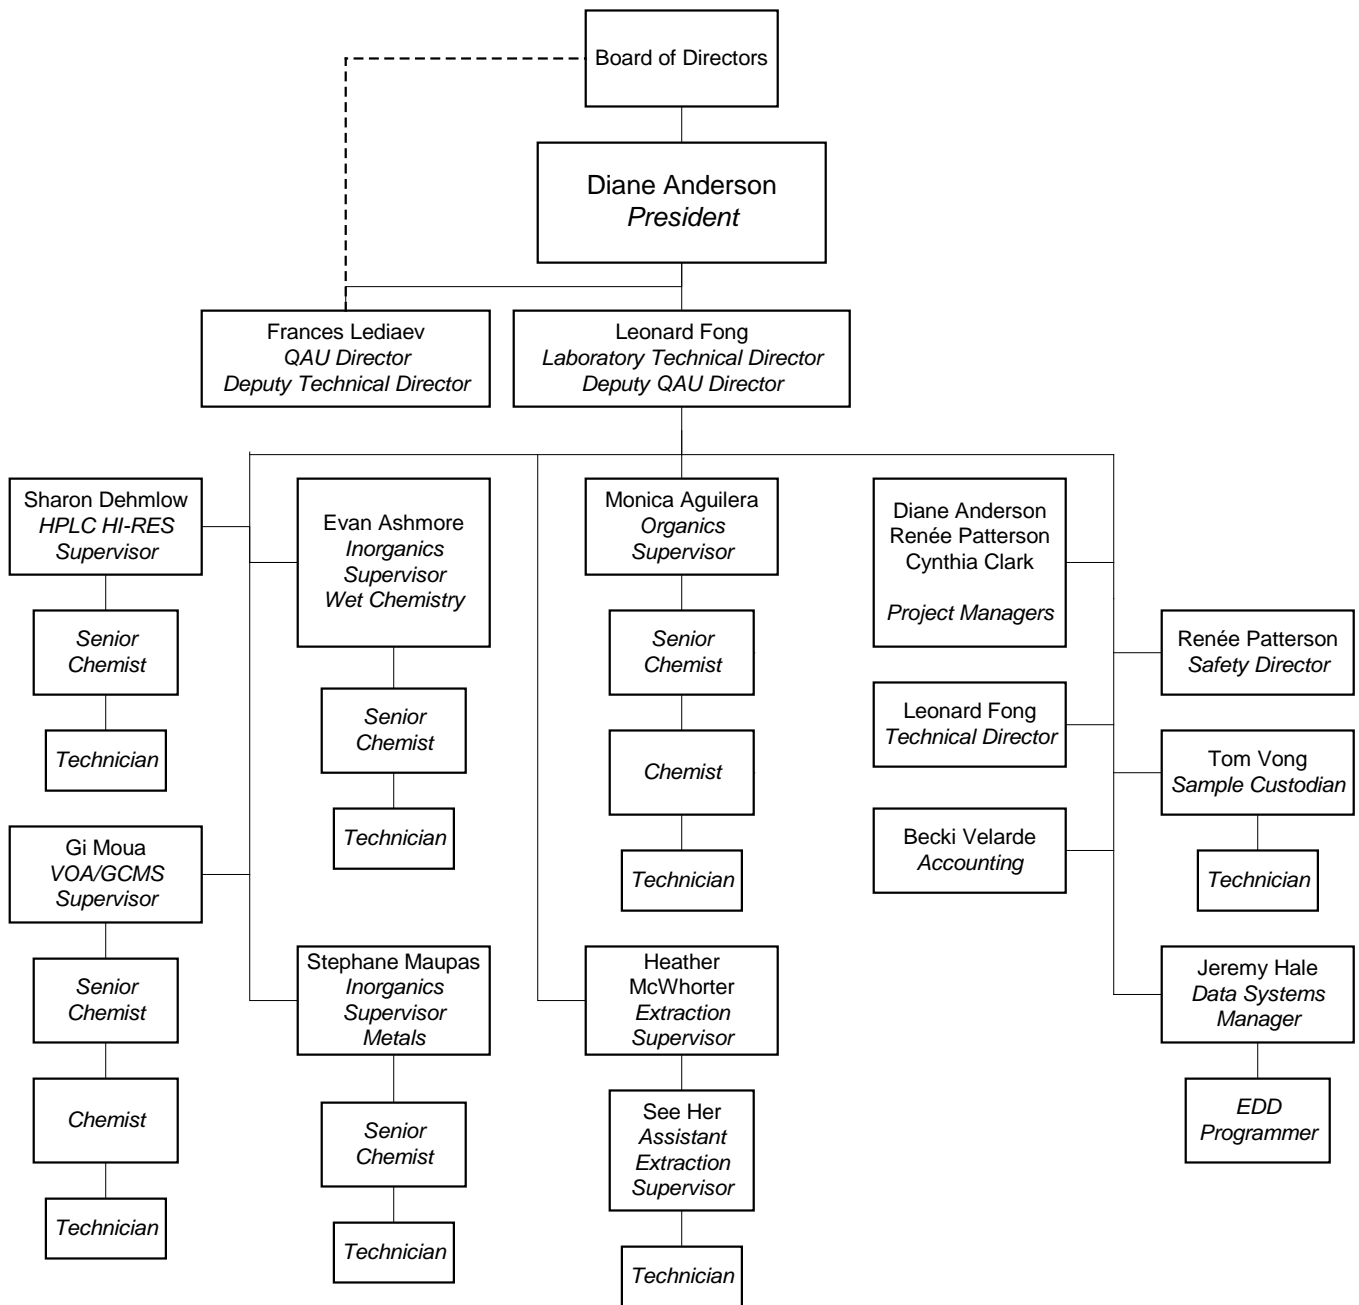 Board of Directors
Diane Anderson
President
Frances Lediaev
QAU Director
Deputy Technical Director
Leonard Fong
Laboratory Technical Director
Deputy QAU Director
Sharon Dehmlow
HPLC HI-RES
Supervisor
Senior
Chemist
Technician
Gi Moua
VOA/GCMS
Supervisor
Senior
Chemist
Chemist
Technician
Evan Ashmore
Inorganics
Supervisor
Wet Chemistry
Senior
Chemist
Technician
Stephane Maupas
Inorganics
Supervisor
Metals
Senior
Chemist
Technician
Monica Aguilera
Organics
Supervisor
Senior
Chemist
Chemist
Technician
Heather
McWhorter
Extraction
Supervisor
See Her
Assistant
Extraction
Supervisor
Technician
Diane Anderson
Renée Patterson
Cynthia Clark
Project Managers
Leonard Fong
Technical Director
Becki Velarde
Accounting
Renée Patterson
Safety Director
Tom Vong
Sample Custodian
Technician
Jeremy Hale
Data Systems
Manager
EDD
Programmer